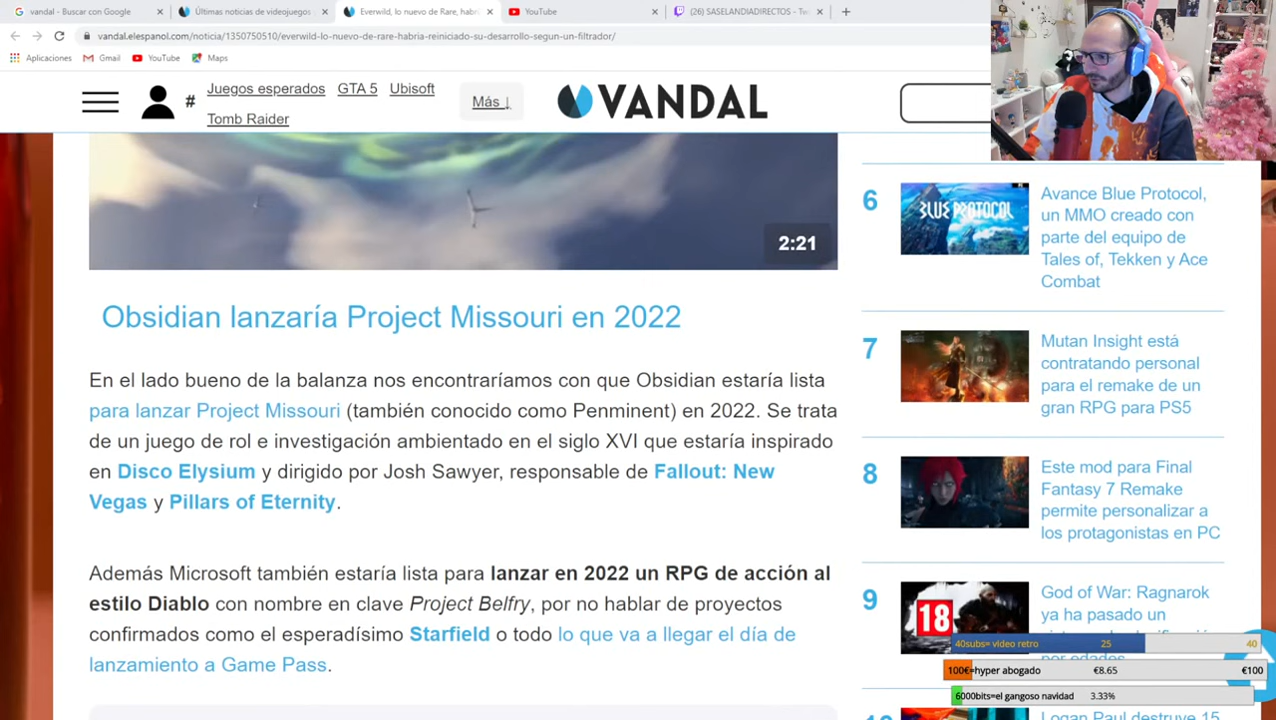 vandal - Buscar con Google
Últimas noticias de videojuegos
Everwild, lo nuevo de Rare, habr
YouTube
(26) SASELANDIADIRECTOS - Tw
vandal.elespanol.com/noticia/1350750510/everwild-lo-nuevo-de-rare-habria-reiniciado-su-desarrollo-segun-un-filtrador/
Aplicaciones
Gmail
YouTube
Maps
# Juegos esperados GTA 5 Ubisoft
Tomb Raider
Más ↓
VANDAL
2:21
Obsidian lanzaría Project Missouri en 2022
En el lado bueno de la balanza nos encontraríamos con que Obsidian estaría lista
para lanzar Project Missouri (también conocido como Penminent) en 2022. Se trata
de un juego de rol e investigación ambientado en el siglo XVI que estaría inspirado
en Disco Elysium y dirigido por Josh Sawyer, responsable de Fallout: New
Vegas y Pillars of Eternity.
Además Microsoft también estaría lista para lanzar en 2022 un RPG de acción al
estilo Diablo con nombre en clave Project Belfry, por no hablar de proyectos
confirmados como el esperadísimo Starfield o todo lo que va a llegar el día de
lanzamiento a Game Pass.
6
BLUE PROTOCOL
Avance Blue Protocol,
un MMO creado con
parte del equipo de
Tales of, Tekken y Ace
Combat
7
Mutan Insight está
contratando personal
para el remake de un
gran RPG para PS5
8
Este mod para Final
Fantasy 7 Remake
permite personalizar a
los protagonistas en PC
9
18
God of War: Ragnarok
ya ha pasado un
por edades
40subs= video retro 25 40
100€=hyper abogado €8.65 €100
6000bits=el gangoso navidad 3.33%
10
Logan Paul destruye 15